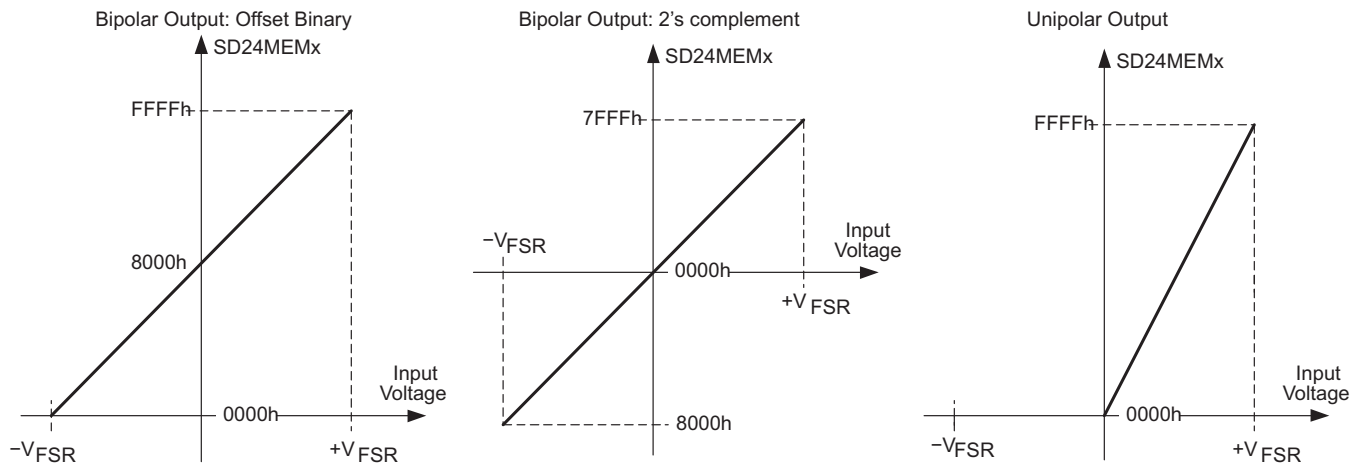 Bipolar Output: Offset Binary
SD24MEMx
FFFFh
8000h
Input
Voltage
0000h
−VFSR
+VFSR
Bipolar Output: 2’s complement
SD24MEMx
7FFFh
−VFSR
Input
Voltage
0000h
+VFSR
8000h
Unipolar Output
SD24MEMx
FFFFh
Input
Voltage
0000h
−VFSR
+VFSR